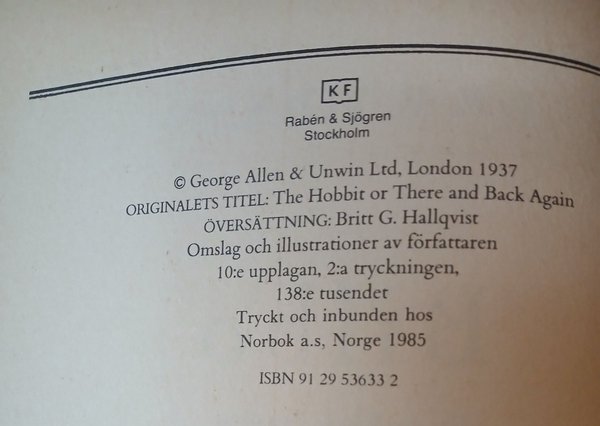 KF
Rabén & Sjögren
Stockholm
© George Allen & Unwin Ltd, London 1937
ORIGINALETS TITEL: The Hobbit or There and Back Again
ÖVERSÄTTNING: Britt G. Hallqvist
Omslag och illustrationer av författaren
10:e upplagan, 2:a tryckningen,
138:e tusendet
Tryckt och inbunden hos
Norbok a.s, Norge 1985
ISBN 91 29 53633 2